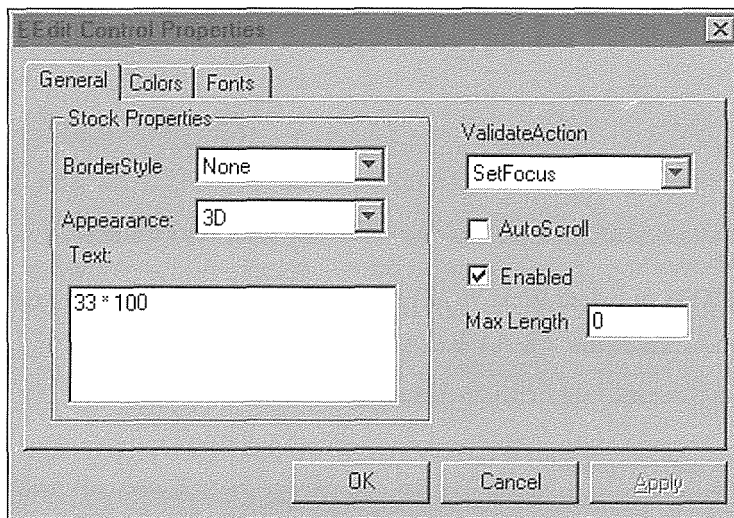 EEdit Control Properties
General Colors Fonts
Stock Properties
BorderStyle None
Appearance: 3D
Text:
33 * 100
ValidateAction
SetFocus
AutoScroll
Enabled
Max Length 0
OK Cancel Apply